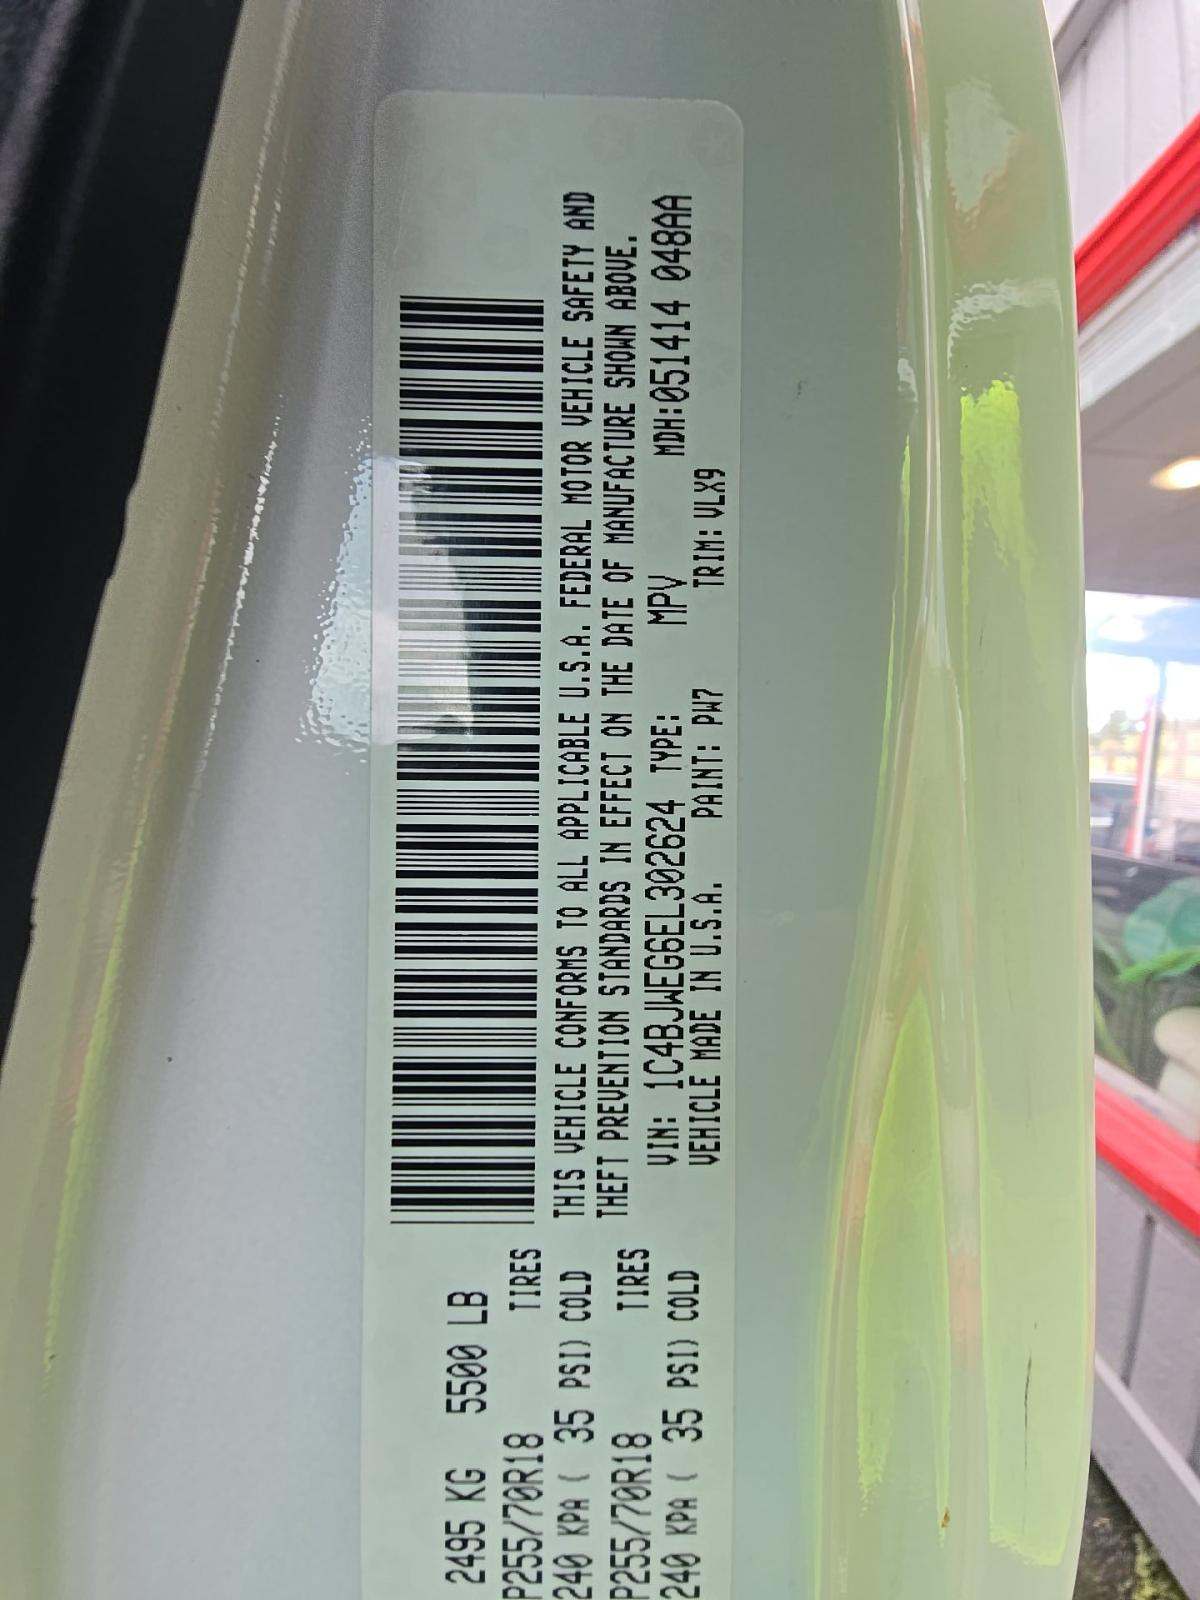 2495 KG 5500 LB
P255/70R18 TIRES
240 KPA ( 35 PSI) COLD
P255/70R18 TIRES
240 KPA ( 35 PSI) COLD
THIS VEHICLE CONFORMS TO ALL APPLICABLE U.S.A. FEDERAL MOTOR VEHICLE SAFETY AND
THEFT PREVENTION STANDARDS IN EFFECT ON THE DATE OF MANUFACTURE SHOWN ABOVE.
VIN: 1C4BJWEG6EL302624 TYPE: MPV MDH:051414 048AA
VEHICLE MADE IN U.S.A. PAINT: PW7 TRIM: VLX9